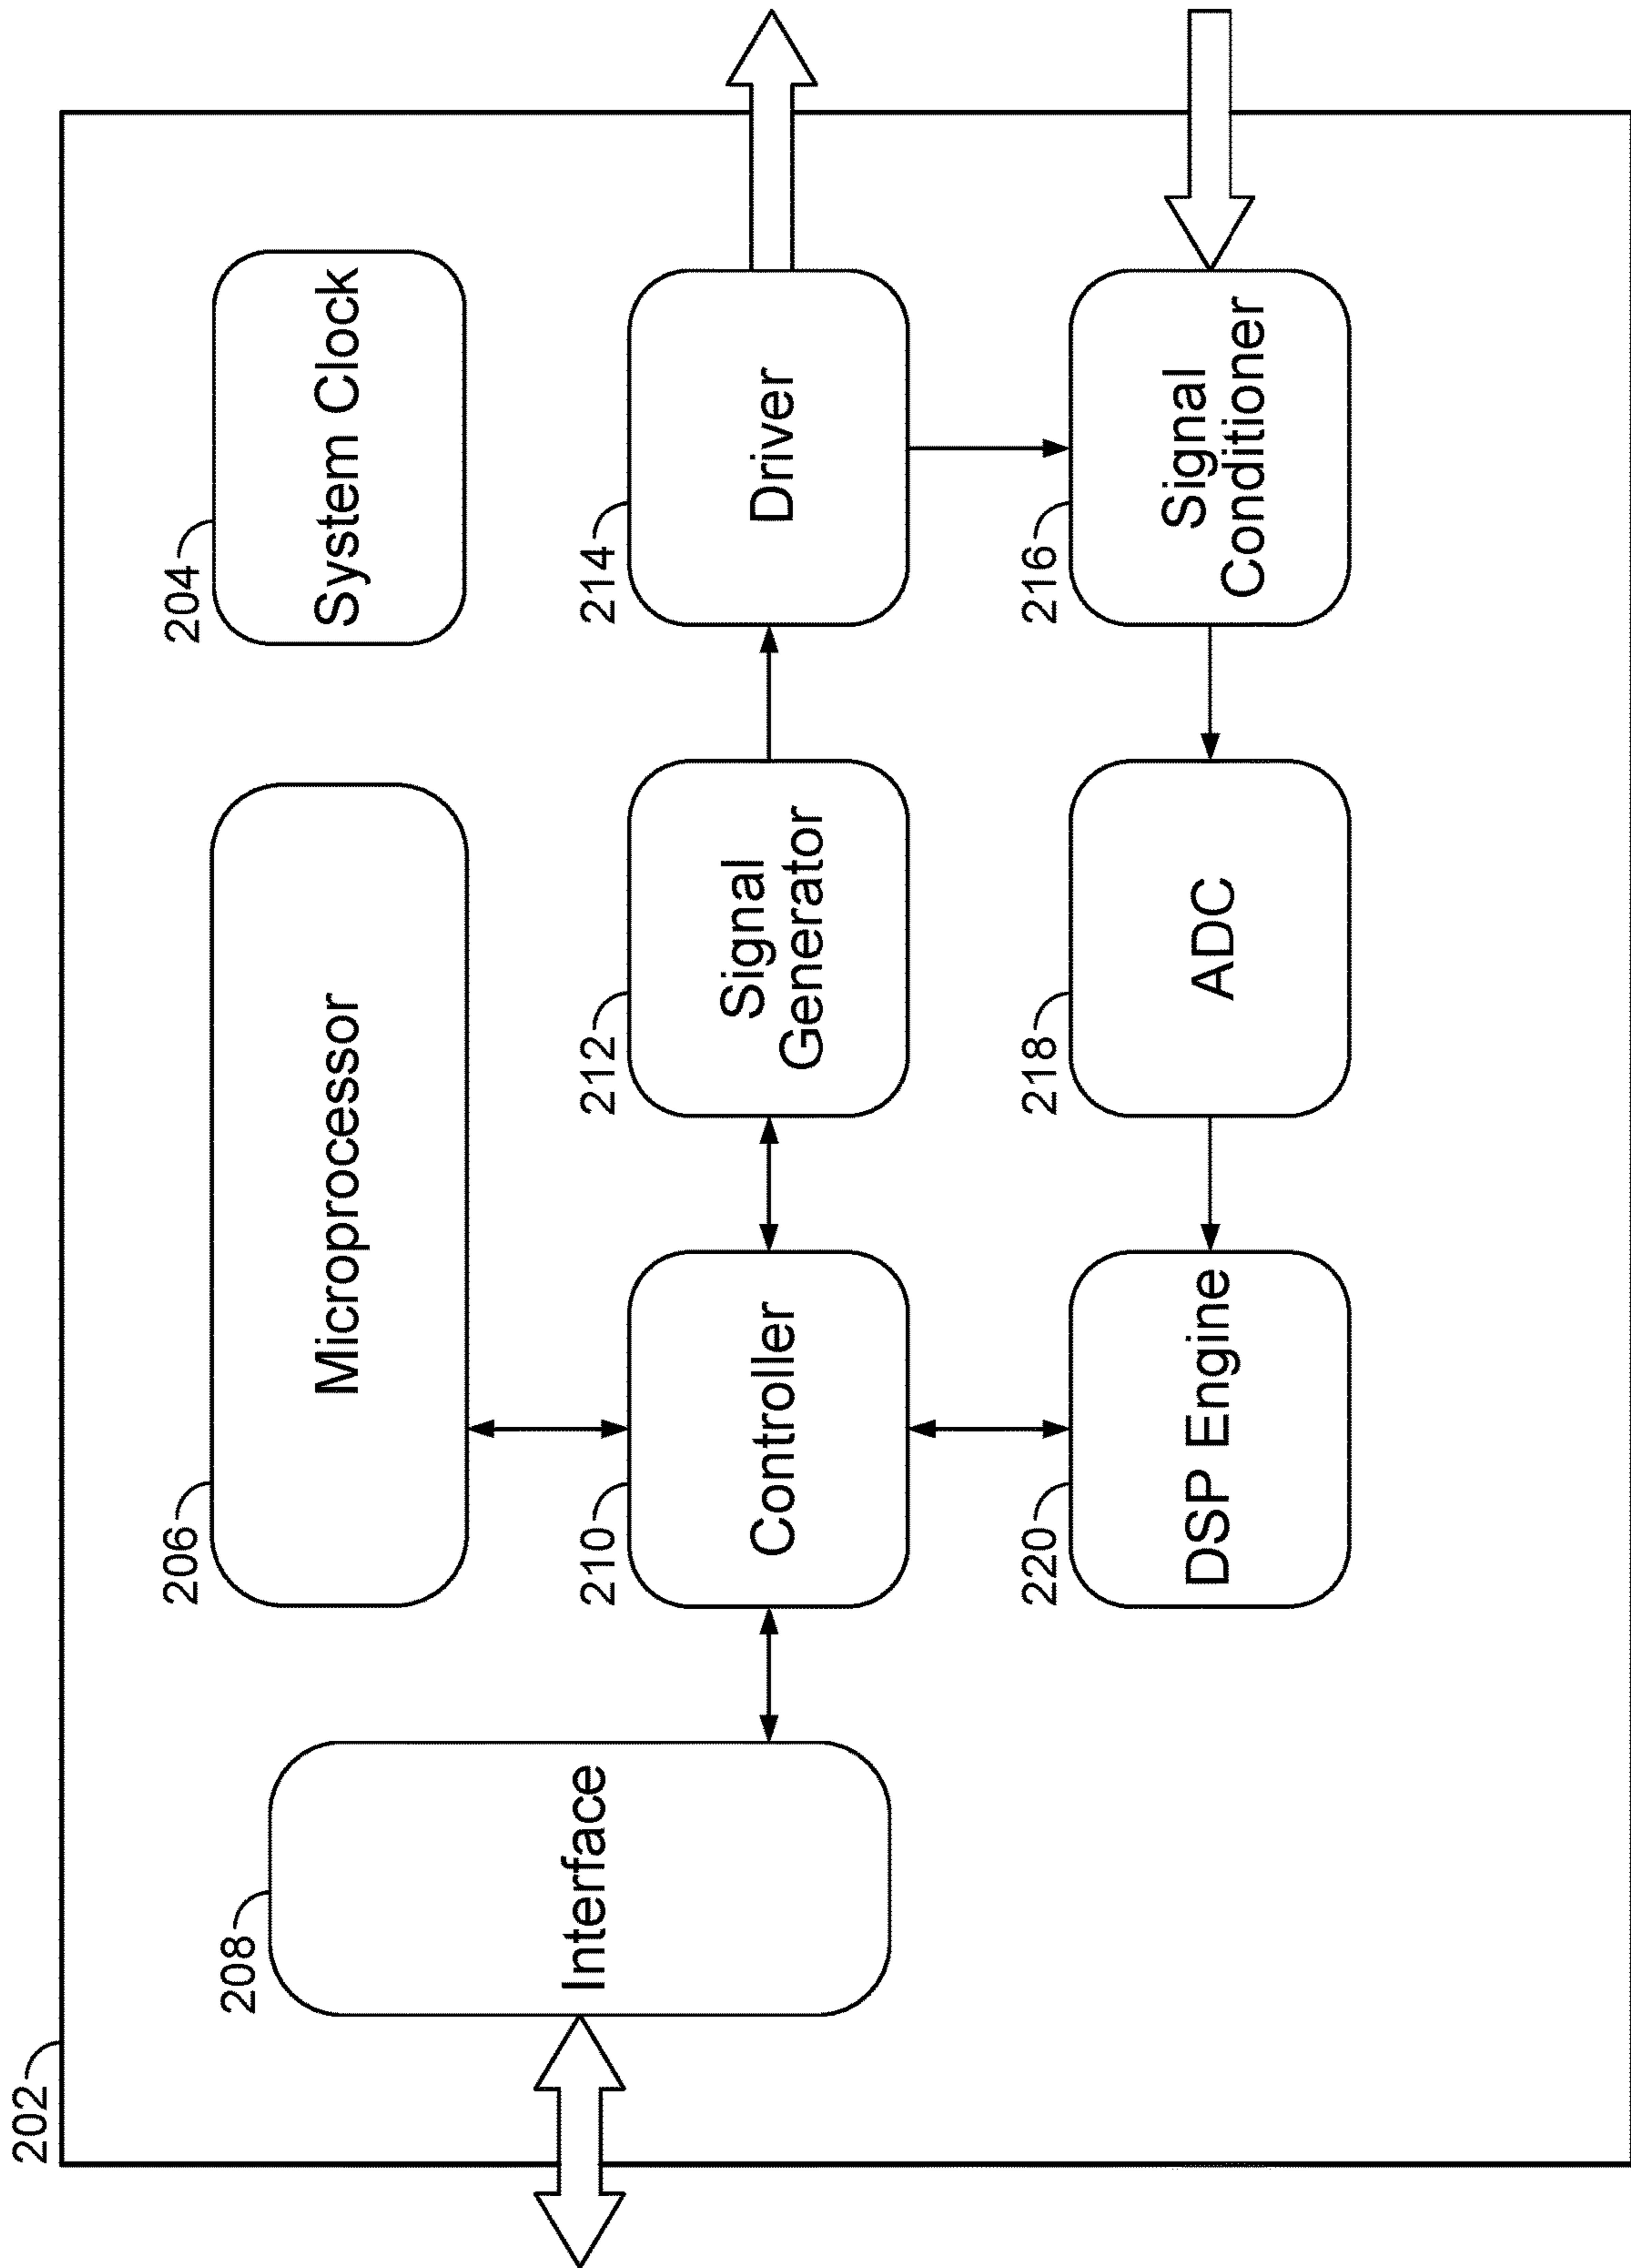 202
206
Microprocessor
204
System Clock
208
Interface
210
Controller
212
Signal
Generator
214
Driver
220
DSP Engine
218
ADC
216
Signal
Conditioner